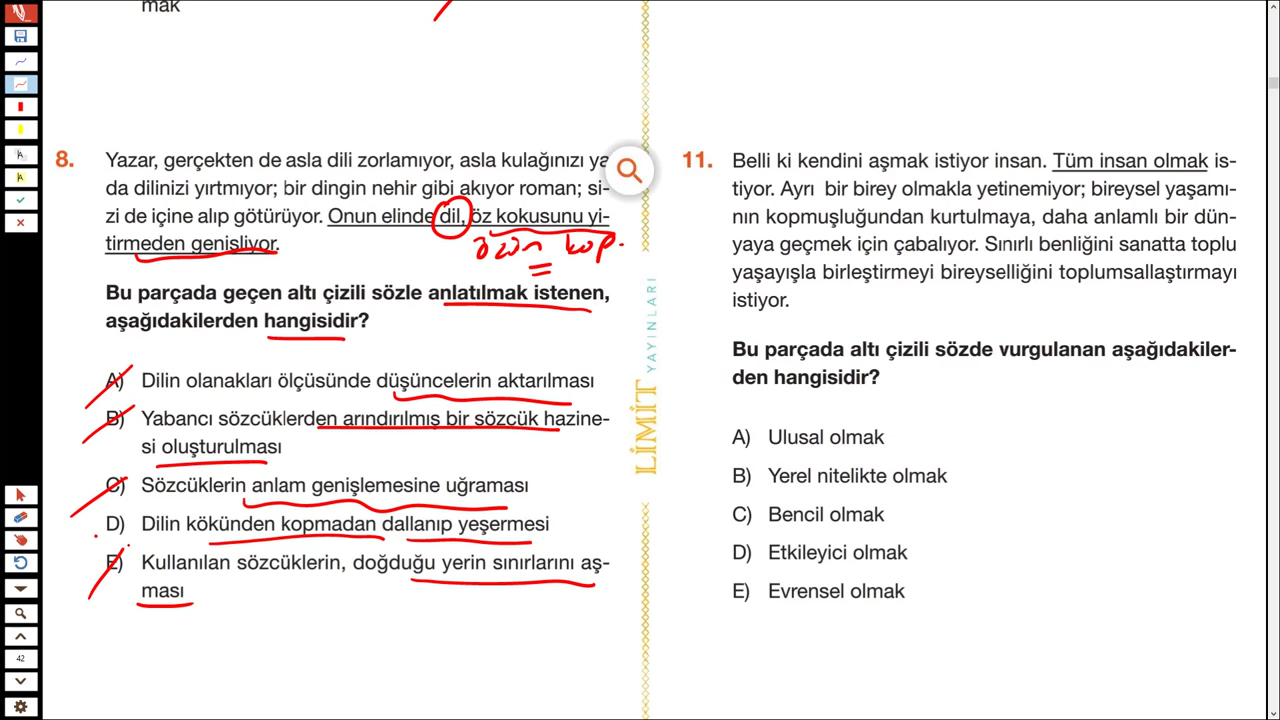 mak
8. Yazar, gerçekten de asla dili zorlamıyor, asla kulağınızı ya
da dilinizi yırtmıyor; bir dingin nehir gibi akıyor roman; si-
zi de içine alıp götürüyor. Onun elinde dil, öz kokusunu yi-
tirmeden genişliyor.
özün kop.
Bu parçada geçen altı çizili sözle anlatılmak istenen,
aşağıdakilerden hangisidir?
A) Dilin olanakları ölçüsünde düşüncelerin aktarılması
B) Yabancı sözcüklerden arındırılmış bir sözcük hazine-
si oluşturulması
C) Sözcüklerin anlam genişlemesine uğraması
D) Dilin kökünden kopmadan dallanıp yeşermesi
E) Kullanılan sözcüklerin, doğduğu yerin sınırlarını aş-
ması
LİMİT YAYINLARI
11. Belli ki kendini aşmak istiyor insan. Tüm insan olmak is-
tiyor. Ayrı bir birey olmakla yetinemiyor; bireysel yaşamı-
nın kopmuşluğundan kurtulmaya, daha anlamlı bir dün-
yaya geçmek için çabalıyor. Sınırlı benliğini sanatta toplu
yaşayışla birleştirmeyi bireyselliğini toplumsallaştırmayı
istiyor.
Bu parçada altı çizili sözde vurgulanan aşağıdakiler-
den hangisidir?
A) Ulusal olmak
B) Yerel nitelikte olmak
C) Bencil olmak
D) Etkileyici olmak
E) Evrensel olmak
A
A
42